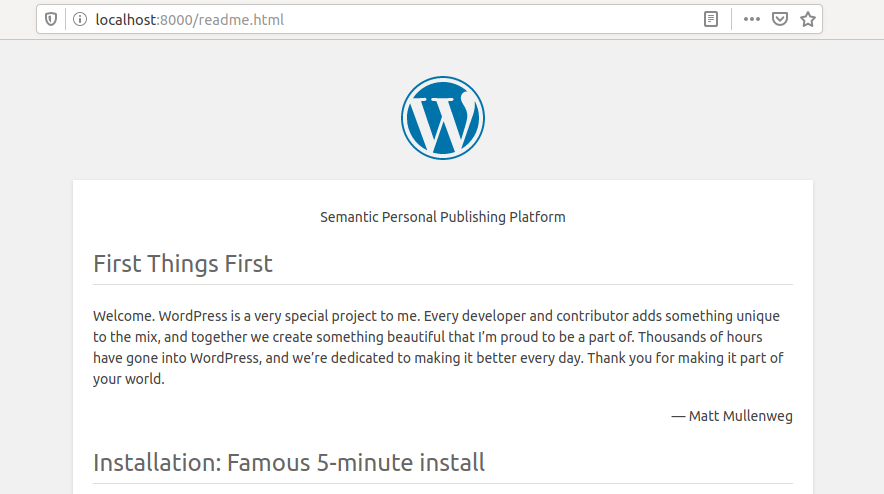 localhost:8000/readme.html
Semantic Personal Publishing Platform
First Things First
Welcome. WordPress is a very special project to me. Every developer and contributor adds something unique
to the mix, and together we create something beautiful that I’m proud to be a part of. Thousands of hours
have gone into WordPress, and we’re dedicated to making it better every day. Thank you for making it part of
your world.
— Matt Mullenweg
Installation: Famous 5-minute install